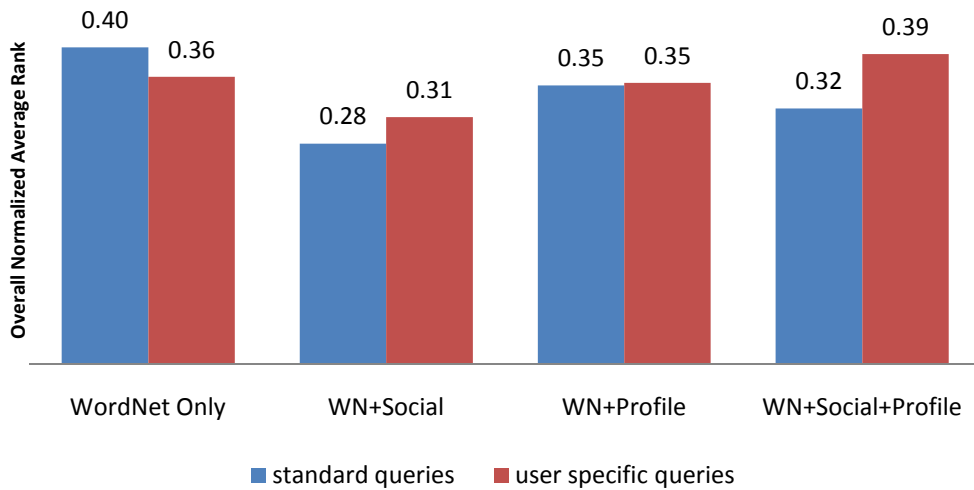 Overall Normalized Average Rank
0.40
0.36
0.28
0.31
0.35
0.35
0.32
0.39
WordNet Only
WN+Social
WN+Profile
WN+Social+Profile
standard queries
user specific queries